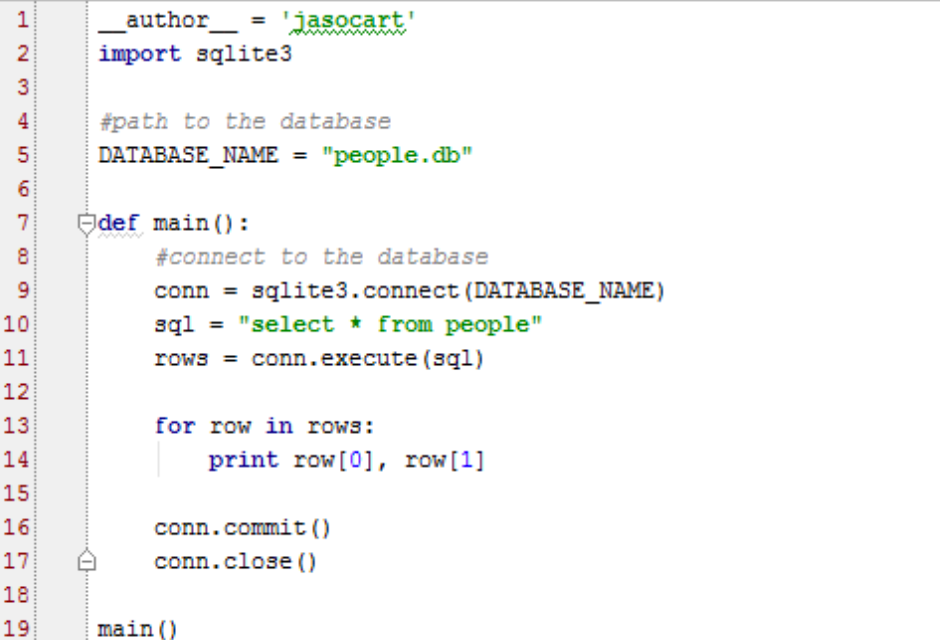 1 __author__ = 'jasocart'
2 import sqlite3
3
4 #path to the database
5 DATABASE_NAME = "people.db"
6
7 def main():
8     #connect to the database
9     conn = sqlite3.connect(DATABASE_NAME)
10     sql = "select * from people"
11     rows = conn.execute(sql)
12
13     for row in rows:
14         print row[0], row[1]
15
16     conn.commit()
17     conn.close()
18
19 main()